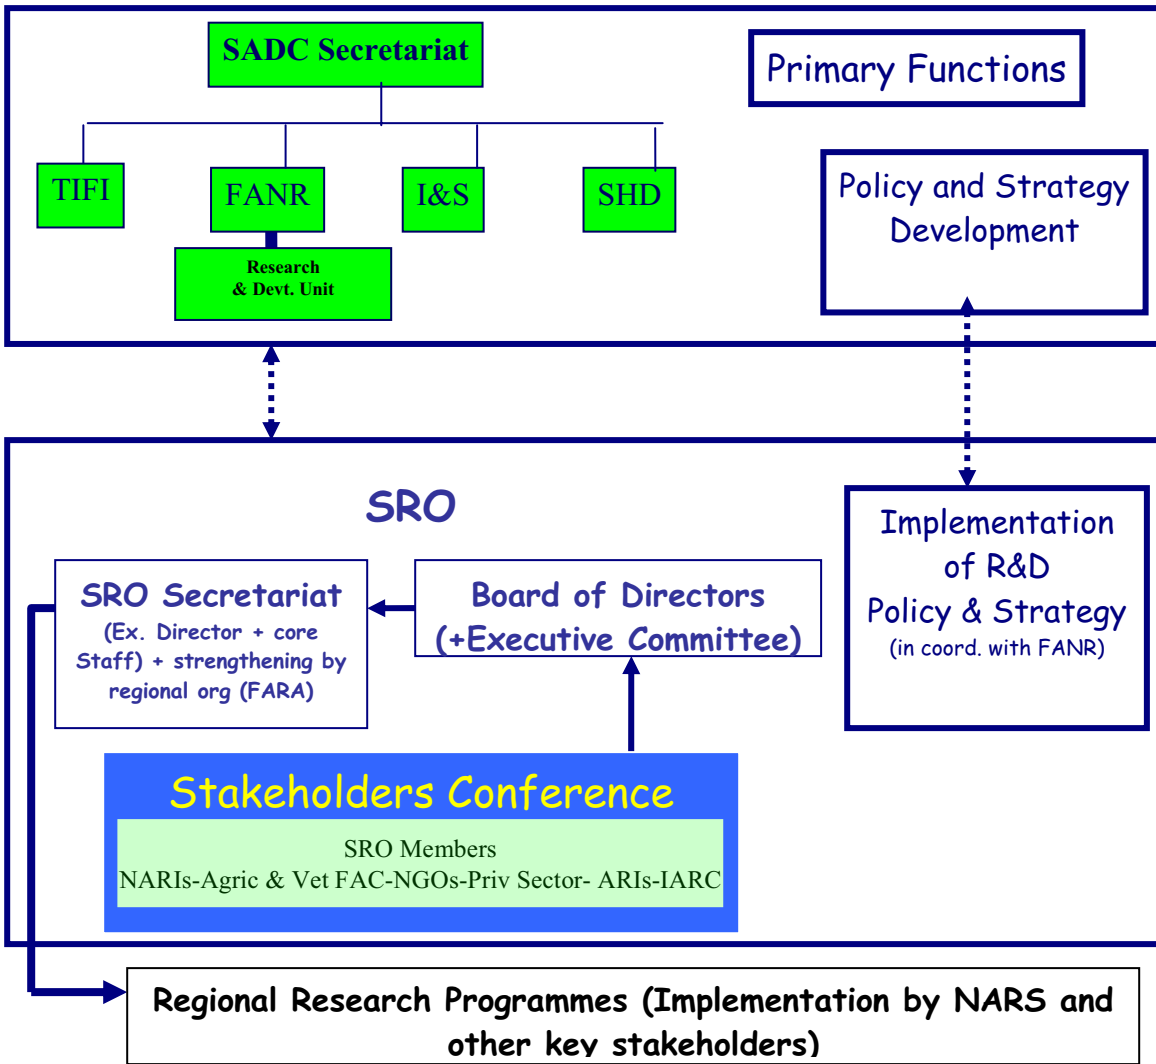 SADC Secretariat
Primary Functions
TIFI
FANR
I&S
SHD
Research
& Devt. Unit
Policy and Strategy
Development
SRO
SRO Secretariat
(Ex. Director + core
Staff) + strengthening by
regional org (FARA)
Board of Directors
(+Executive Committee)
Implementation
of R&D
Policy & Strategy
(in coord. with FANR)
Stakeholders Conference
SRO Members
NARIs-Agric & Vet FAC-NGOs-Priv Sector- ARIs-IARC
Regional Research Programmes (Implementation by NARS and
other key stakeholders)